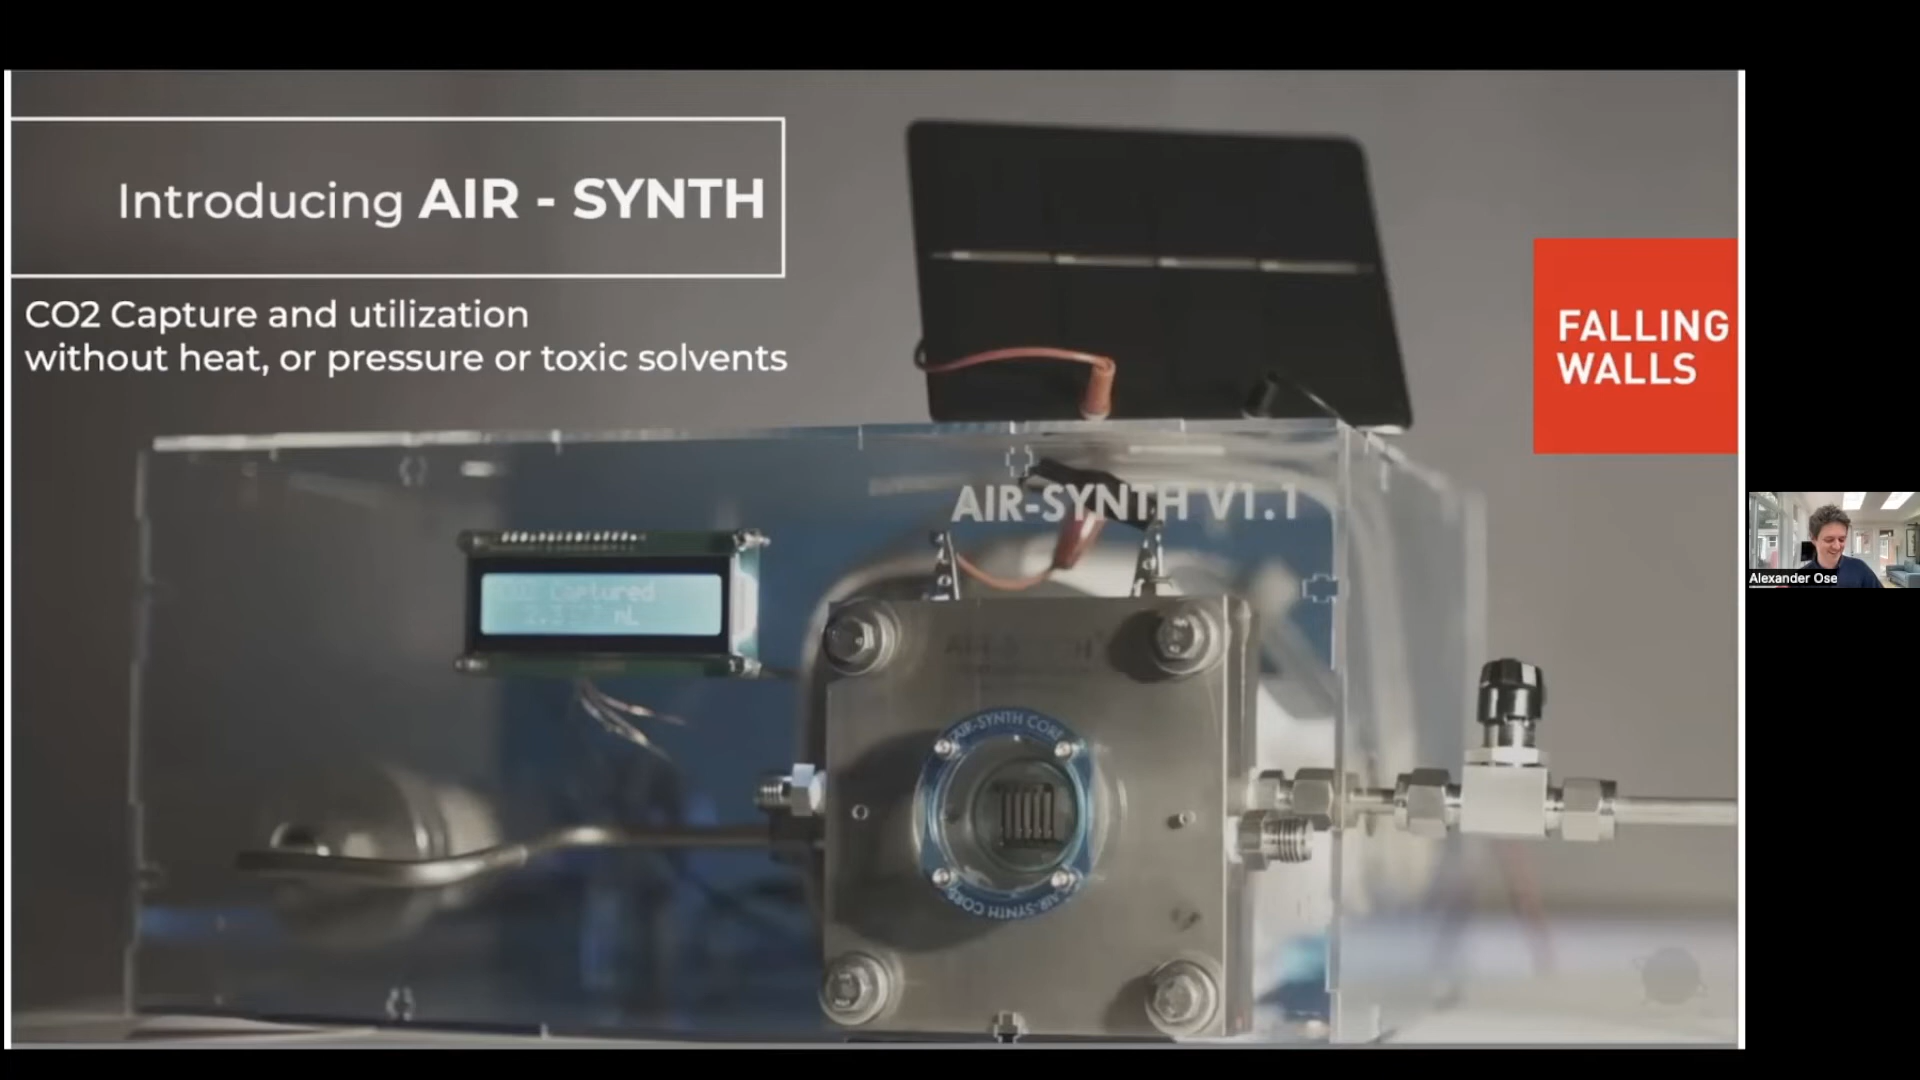 Introducing AIR - SYNTH
CO2 Capture and utilization
without heat, or pressure or toxic solvents
FALLING
WALLS
AIR-SYNTH V1.1
Captured
AIR-SYNTH CORE
AIR-SYNTH CORE
Alexander Ose